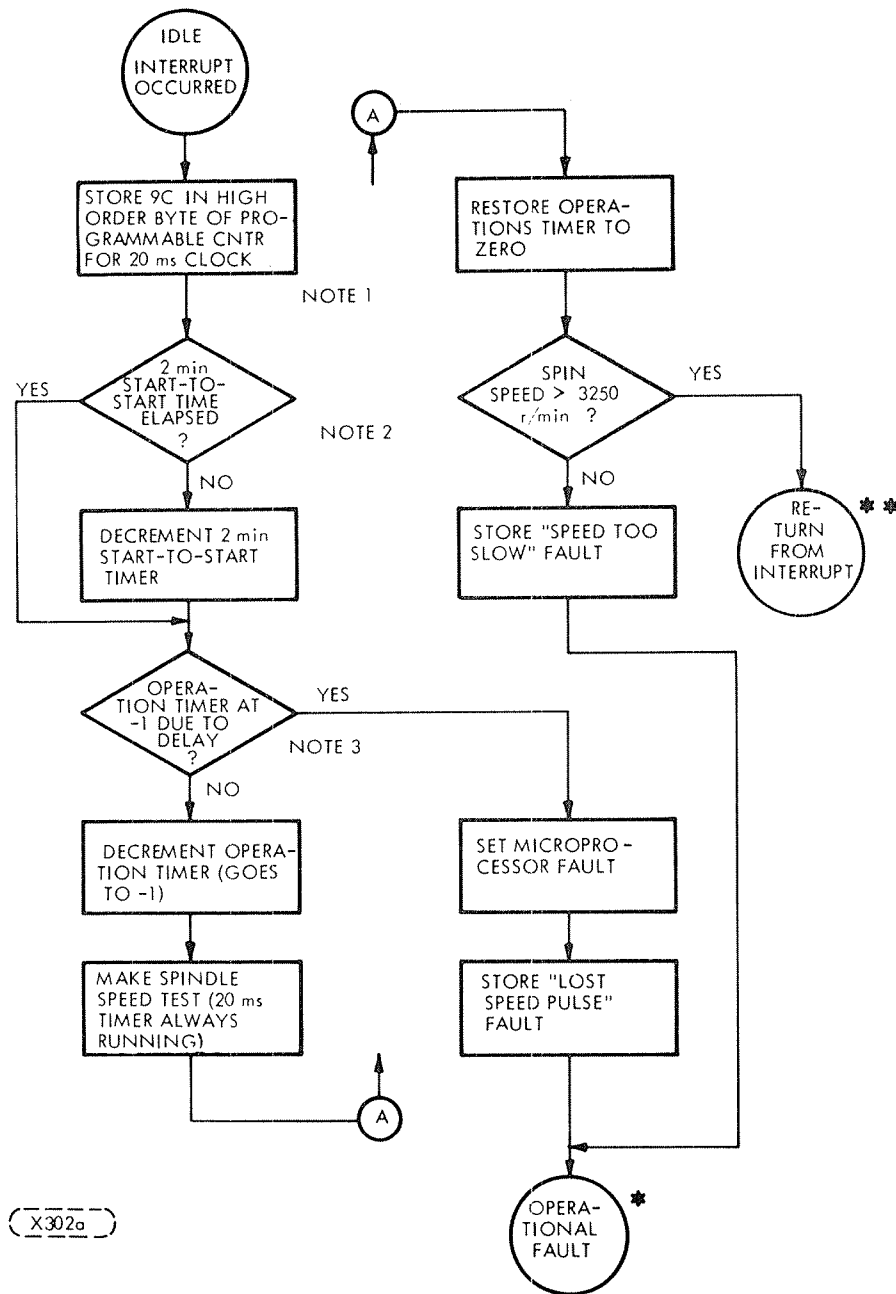 IDLE
INTERRUPT
OCCURRED
STORE 9C IN HIGH
ORDER BYTE OF PRO-
GRAMMABLE CNTR
FOR 20 ms CLOCK
NOTE 1
2 min
START-TO-
START TIME
ELAPSED
?
YES
NOTE 2
NO
DECREMENT 2 min
START-TO-START
TIMER
OPERA-
TION TIMER AT
-1 DUE TO
DELAY
?
YES
NOTE 3
NO
DECREMENT OPERA-
TION TIMER (GOES
TO -1)
MAKE SPINDLE
SPEED TEST (20 ms
TIMER ALWAYS
RUNNING)
A
A
RESTORE OPERA-
TIONS TIMER TO
ZERO
SPIN
SPEED > 3250
r/min ?
YES
NO
RE-
TURN
FROM
INTERRUPT
**
STORE "SPEED TOO
SLOW" FAULT
SET MICROPRO-
CESSOR FAULT
STORE "LOST
SPEED PULSE"
FAULT
OPERA-
TIONAL
FAULT
*
X302a